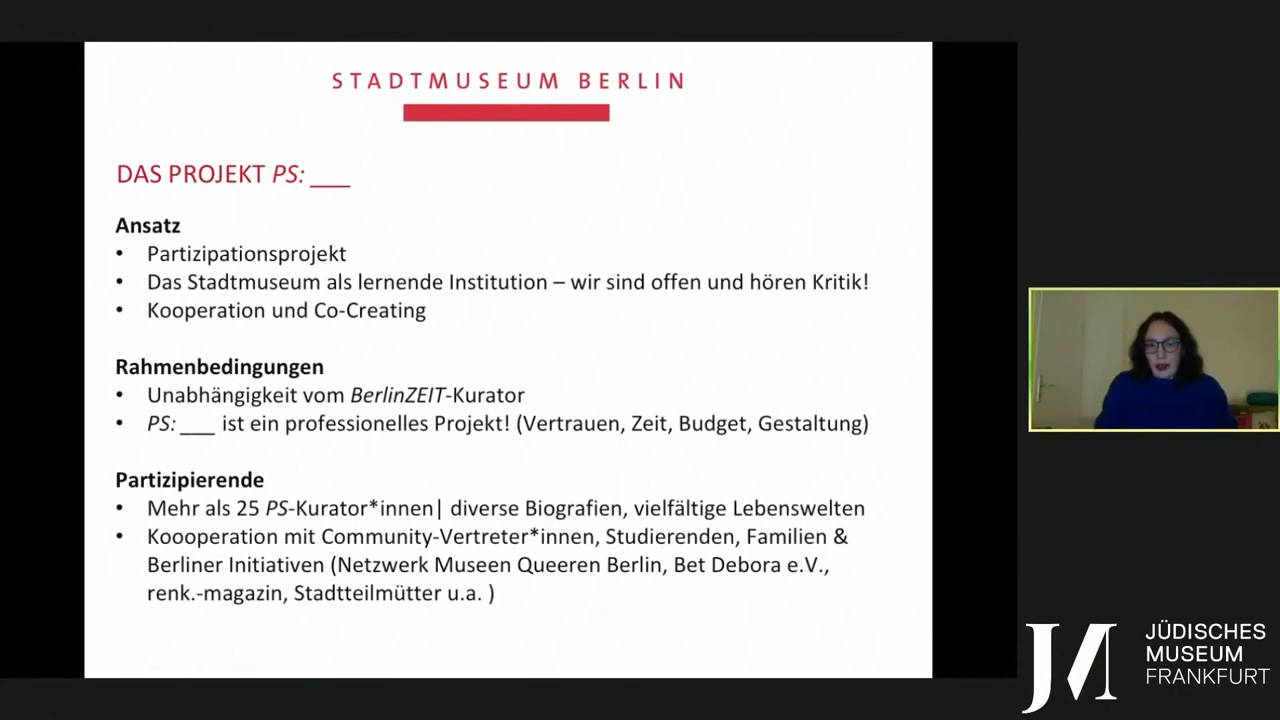 STADTMUSEUM BERLIN
DAS PROJEKT PS: ___
Ansatz
• Partizipationsprojekt
• Das Stadtmuseum als lernende Institution – wir sind offen und hören Kritik!
• Kooperation und Co-Creating
Rahmenbedingungen
• Unabhängigkeit vom BerlinZEIT-Kurator
• PS: ___ ist ein professionelles Projekt! (Vertrauen, Zeit, Budget, Gestaltung)
Partizipierende
• Mehr als 25 PS-Kurator*innen| diverse Biografien, vielfältige Lebenswelten
• Koooperation mit Community-Vertreter*innen, Studierenden, Familien &
Berliner Initiativen (Netzwerk Museen Queeren Berlin, Bet Debora e.V.,
renk.-magazin, Stadtteilmütter u.a. )
JM
JÜDISCHES
MUSEUM
FRANKFURT